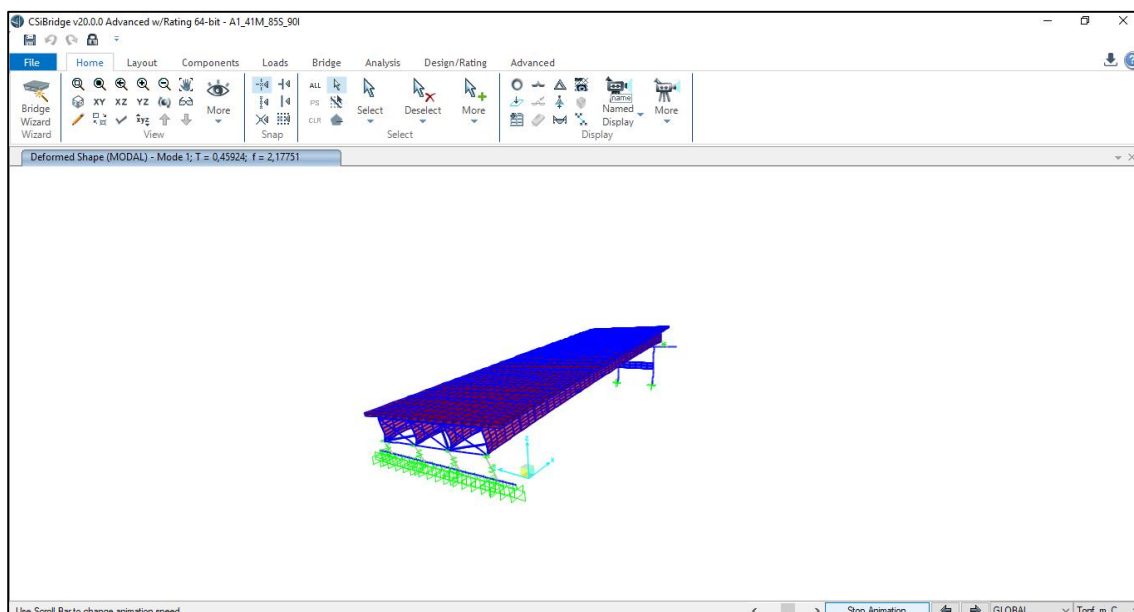 CSiBridge v20.0.0 Advanced w/Rating 64-bit - A1_41M_85S_90I
File Home Layout Components Loads Bridge Analysis Design/Rating Advanced
Bridge Wizard
XY XZ YZ
More
ALL
PS
CLR
Select
Deselect
More
name
Named Display
More
Wizard View Snap Select Display
Deformed Shape (MODAL) - Mode 1; T = 0,45924; f = 2,17751
Use Scroll Bar to change animation speed
Stop Animation
GLOBAL
Tonf, m, C